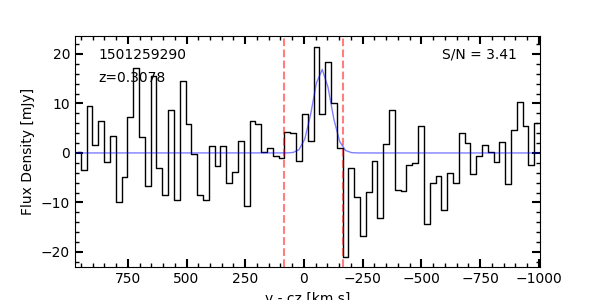 1501259290
S/N = 3.41
z=0.3078
Flux Density [mJy]
20
10
0
−10
−20
750 500 250 0 −250 −500 −750 −1000
v - cz [km s]